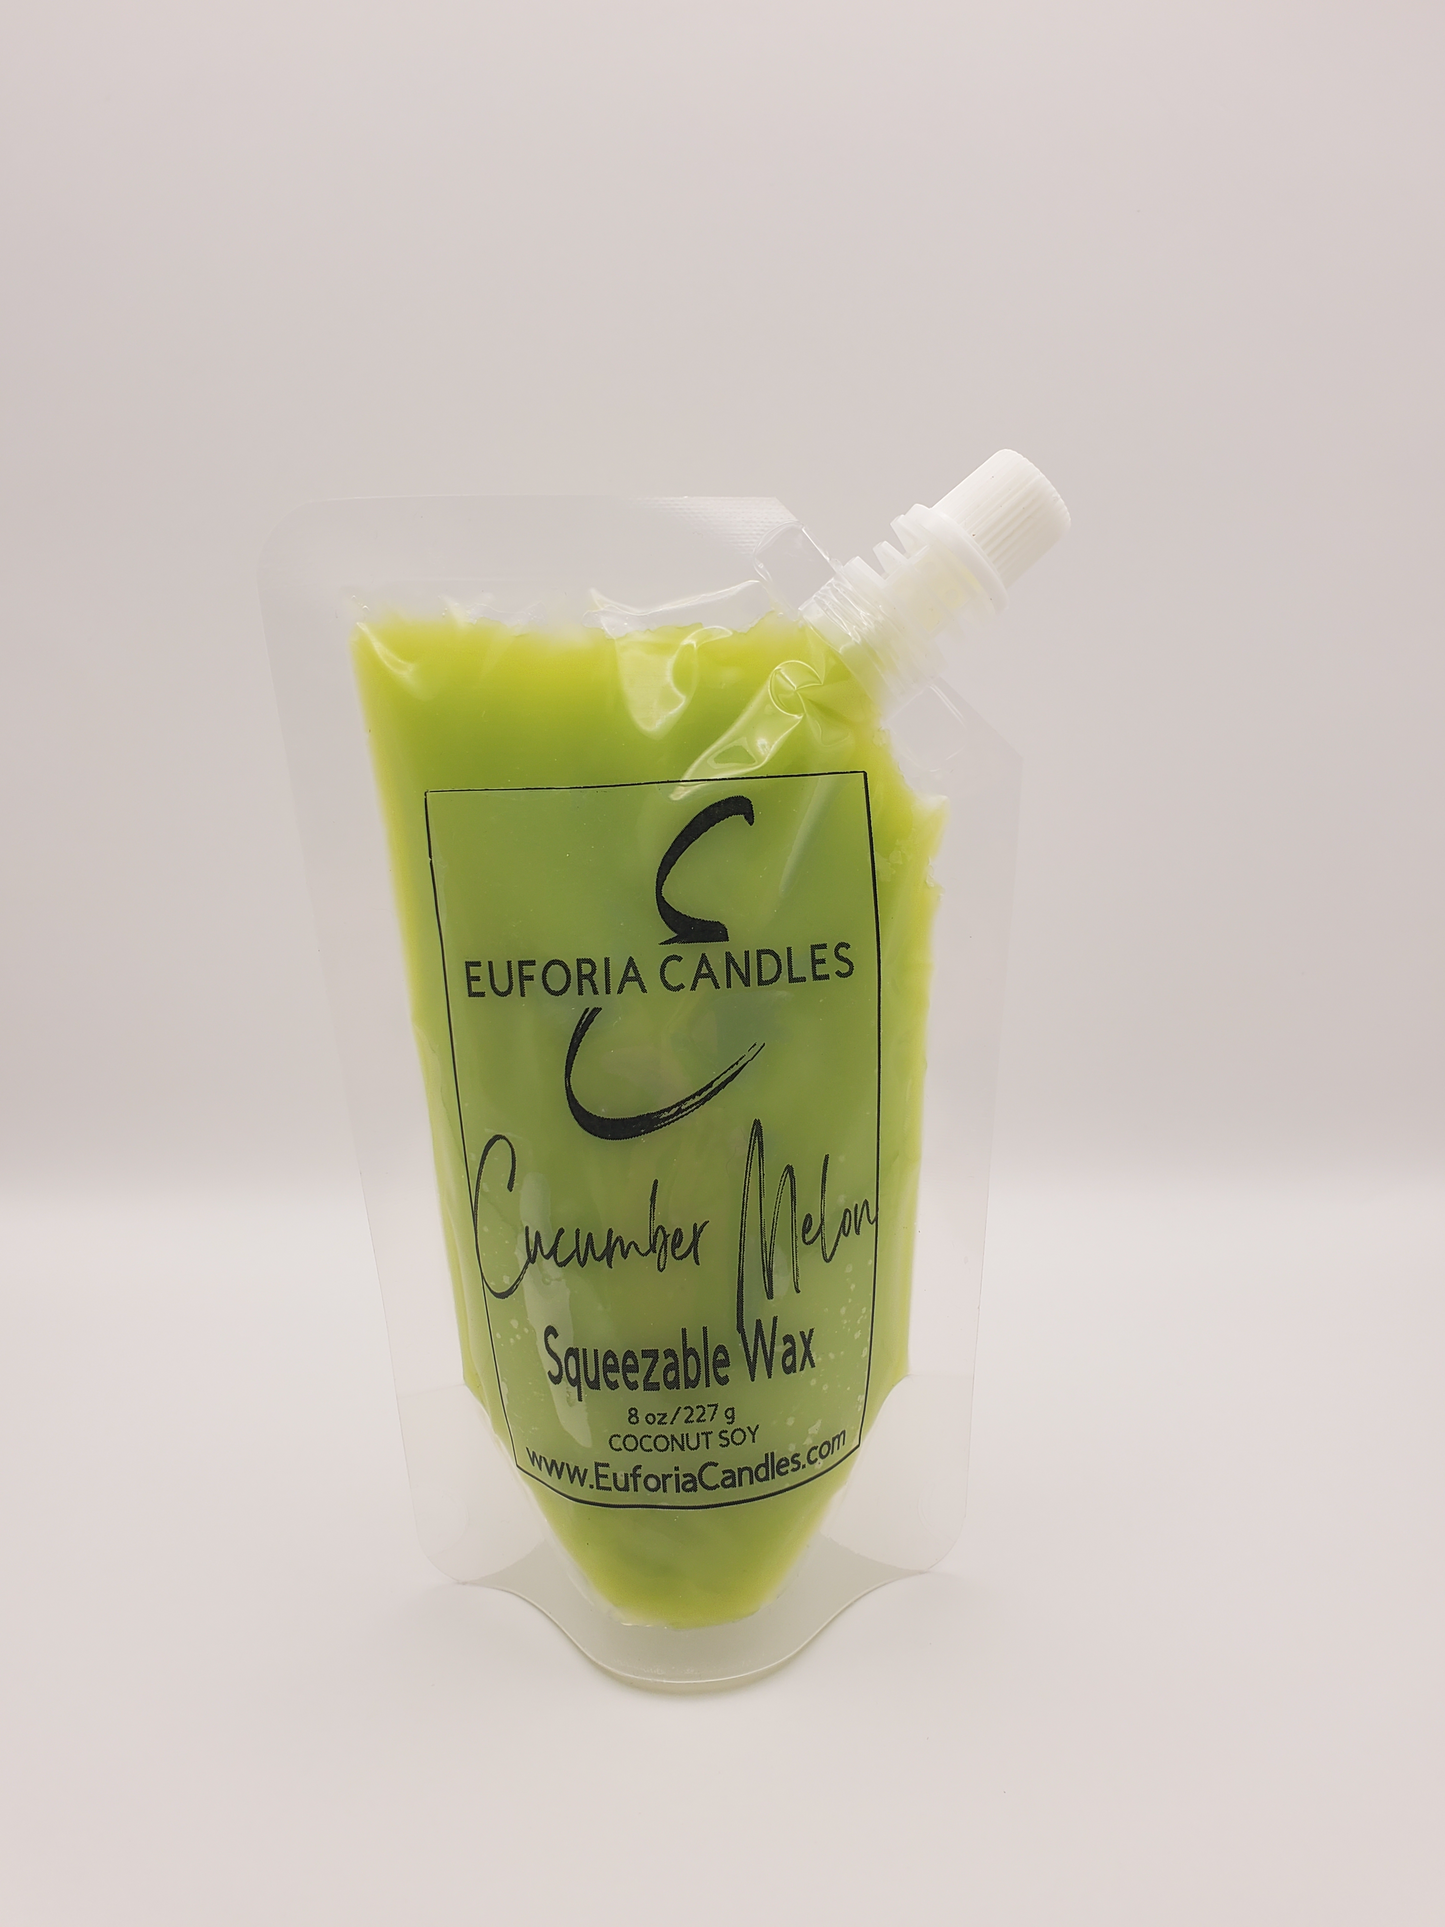 EUFORIA CANDLES
Cucumber Melon
Squeezable Wax
8 oz/227 g
COCONUT SOY
www.EuforiaCandles.com